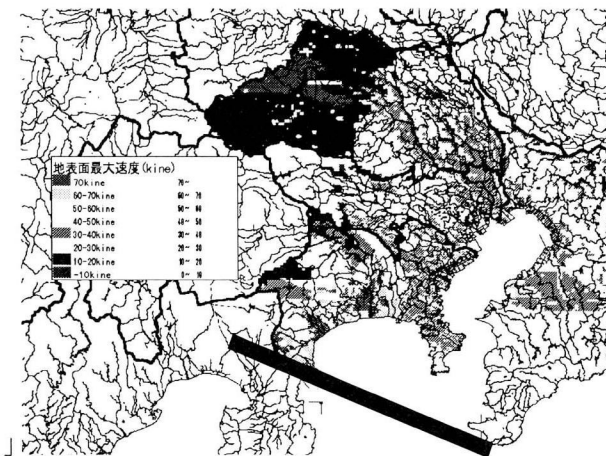 地表面最大速度(kine)
70kine 70~
60-70kine 60~ 70
50-60kine 50~ 60
40-50kine 40~ 50
30-40kine 30~ 40
20-30kine 20~ 30
10-20kine 10~ 20
-10kine 0~ 10